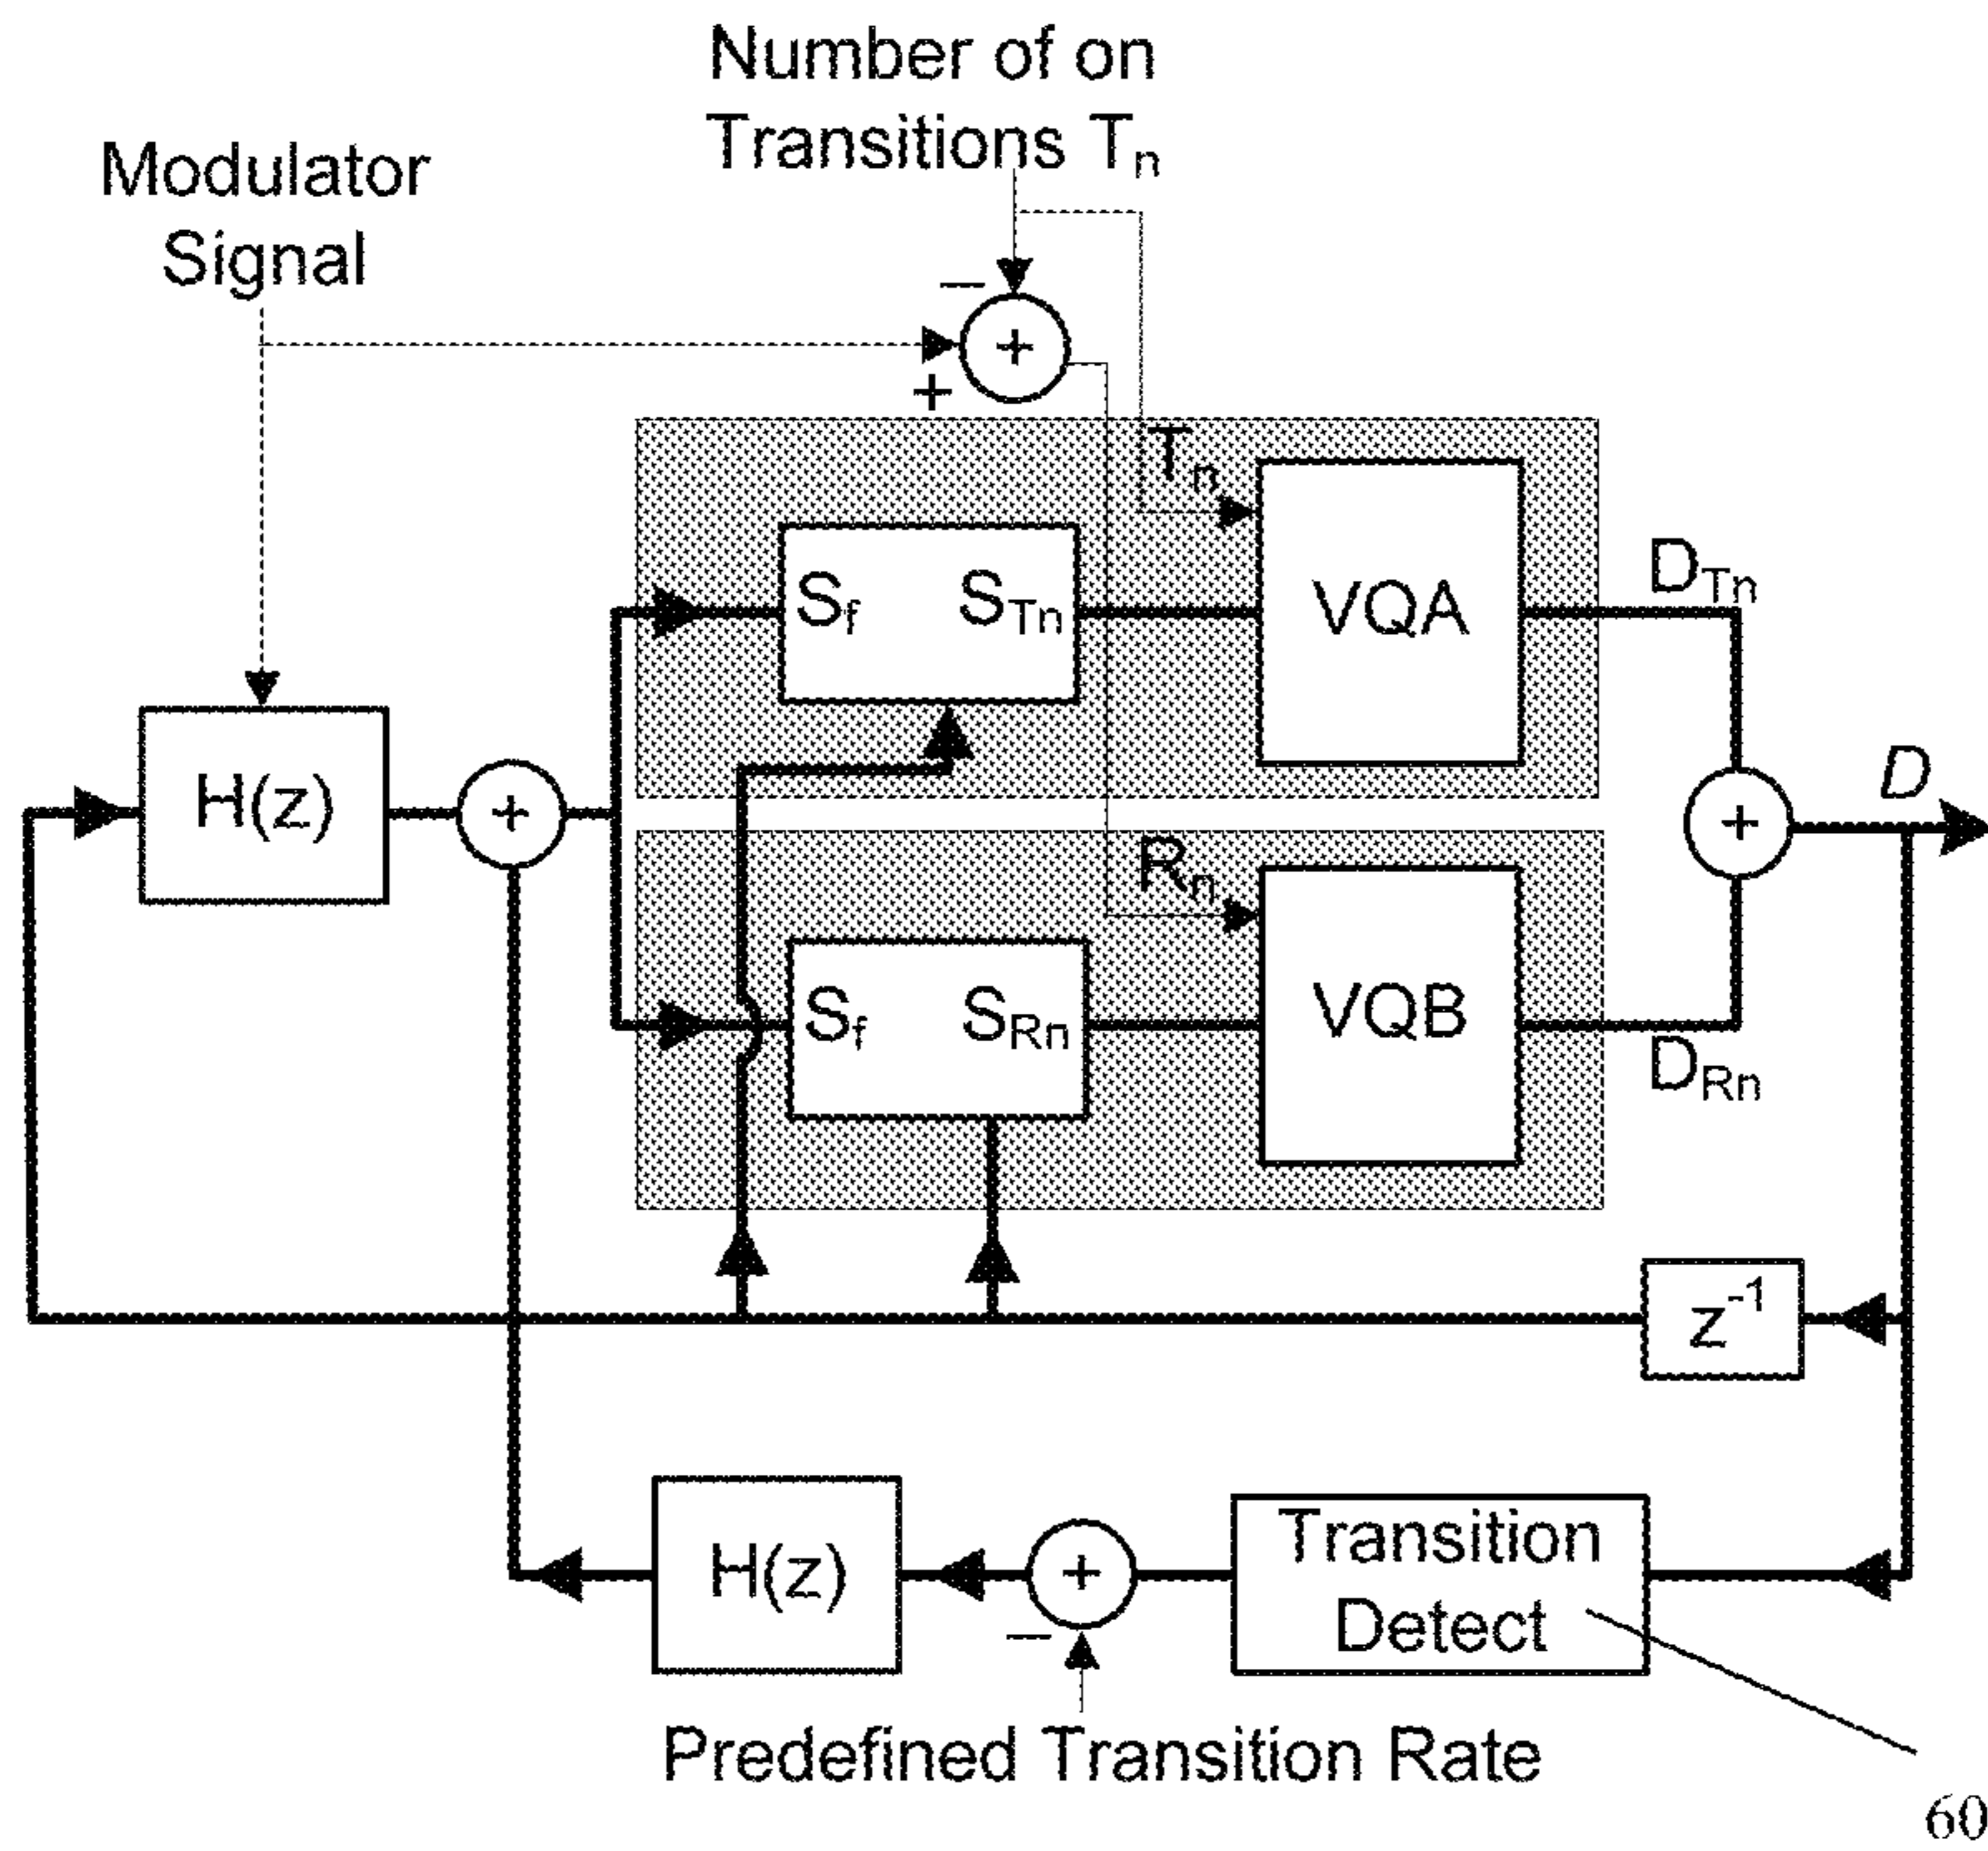 Number of on
Transitions Tn
Modulator
Signal
−
+
+
Tn
Sf STn
VQA
DTn
H(z)
+
+
D
Rn
Sf SRn
VQB
DRn
z-1
H(z)
+
−
Transition
Detect
Predefined Transition Rate
60